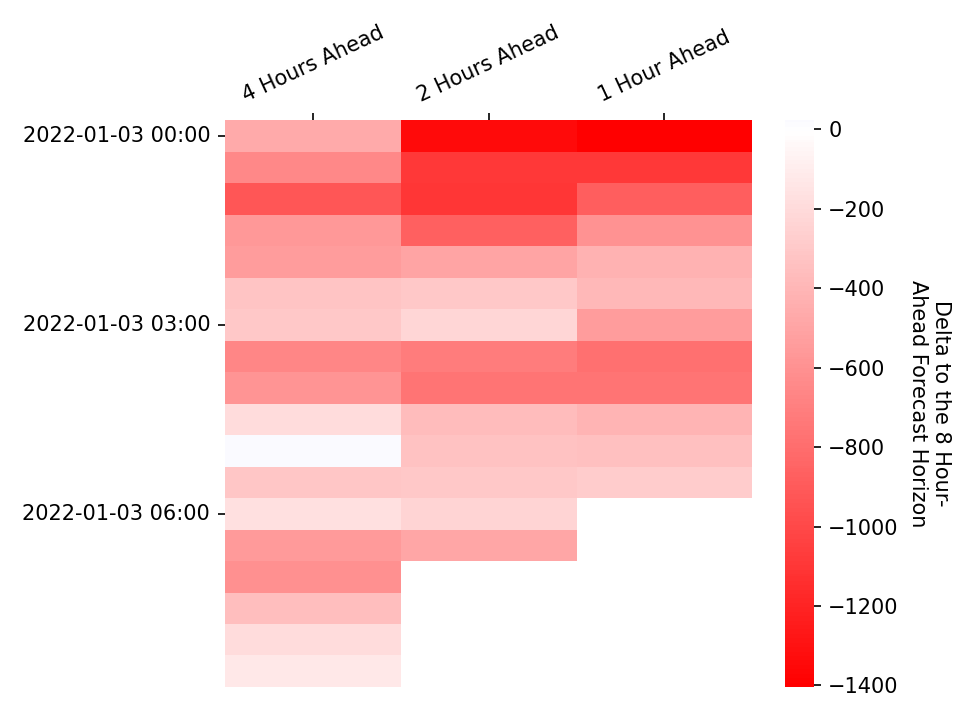 4 Hours Ahead
2 Hours Ahead
1 Hour Ahead
2022-01-03 00:00
2022-01-03 03:00
2022-01-03 06:00
0
−200
−400
−600
−800
−1000
−1200
−1400
Delta to the 8 Hour-
Ahead Forecast Horizon